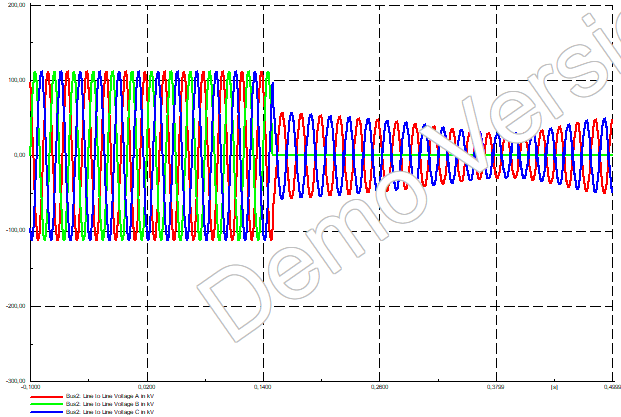 200,00
100,00
0,00
-100,00
-200,00
-300,00
-0,1000
0,0200
0,1400
0,2600
0,3799
[s]
0,4999
Demo Versio
Bus2: Line to Line Voltage A in kV
Bus2: Line to Line Voltage B in kV
Bus2: Line to Line Voltage C in kV